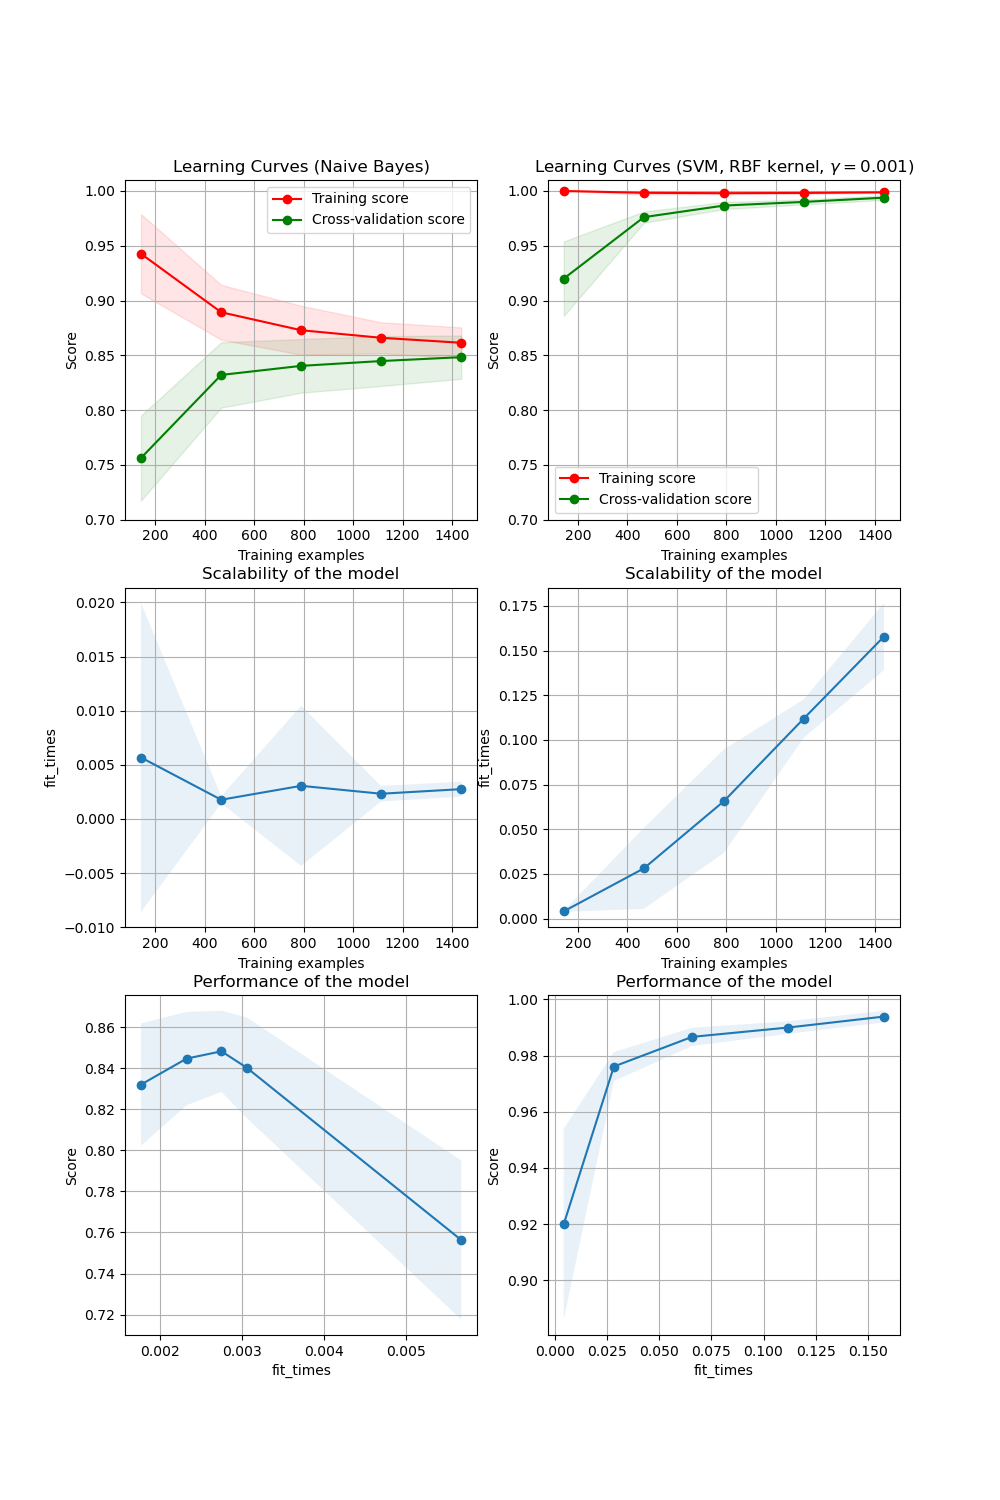 Learning Curves (Naive Bayes)
1.00
0.95
0.90
0.85
0.80
0.75
0.70
Score
Training score
Cross-validation score
200 400 600 800 1000 1200 1400
Training examples
Learning Curves (SVM, RBF kernel, γ = 0.001)
1.00
0.95
0.90
0.85
0.80
0.75
0.70
Score
Training score
Cross-validation score
200 400 600 800 1000 1200 1400
Training examples
Scalability of the model
0.020
0.015
0.010
0.005
0.000
−0.005
−0.010
fit_times
200 400 600 800 1000 1200 1400
Training examples
Scalability of the model
0.175
0.150
0.125
0.100
0.075
0.050
0.025
0.000
fit_times
200 400 600 800 1000 1200 1400
Training examples
Performance of the model
0.86
0.84
0.82
0.80
0.78
0.76
0.74
0.72
Score
0.002 0.003 0.004 0.005
fit_times
Performance of the model
1.00
0.98
0.96
0.94
0.92
0.90
Score
0.000 0.025 0.050 0.075 0.100 0.125 0.150
fit_times